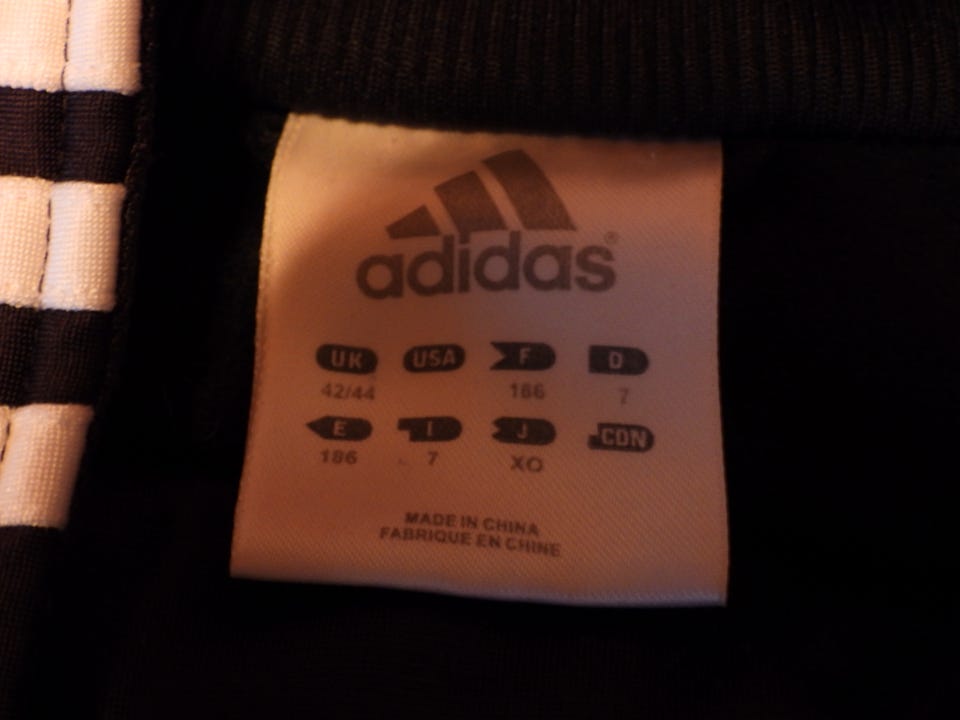 adidas®
UK USA F D
42/44 186 7
E I J CDN
186 7 XO
MADE IN CHINA
FABRIQUE EN CHINE